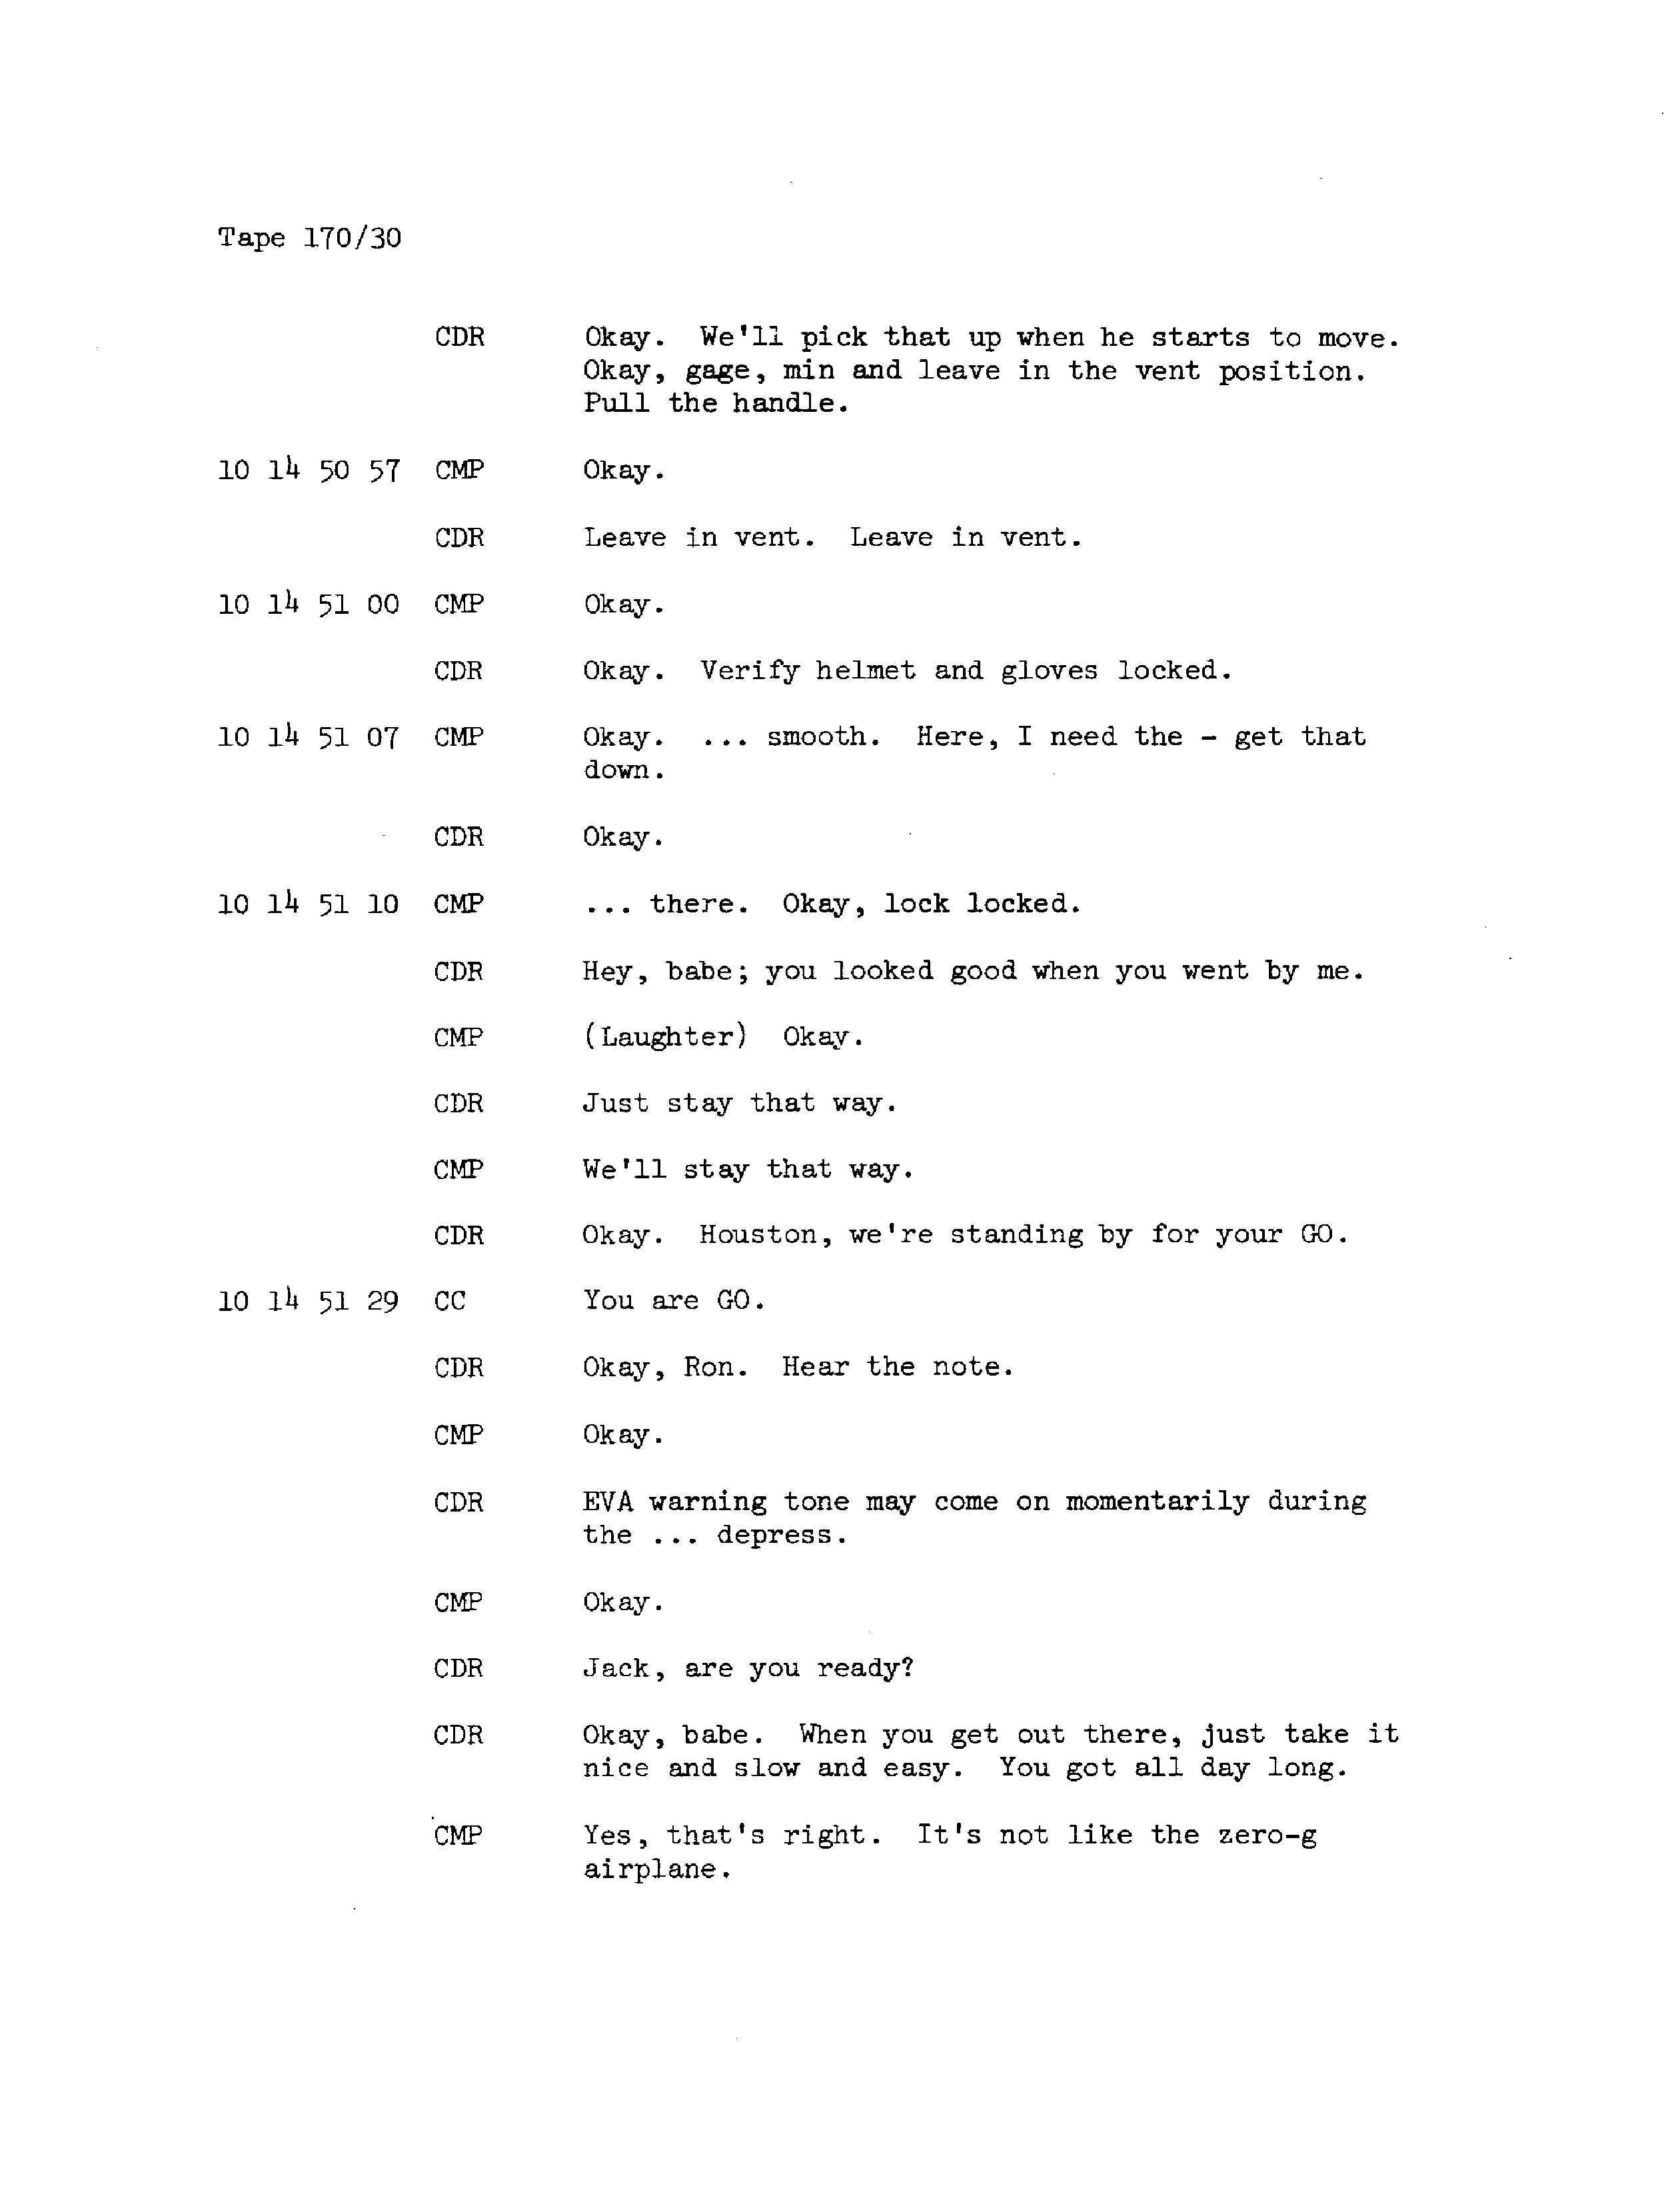 Tape 170/30
CDR Okay. We'll pick that up when he starts to move.
Okay, gage, min and leave in the vent position.
Pull the handle.
10 14 50 57 CMP Okay.
CDR Leave in vent. Leave in vent.
10 14 51 00 CMP Okay.
CDR Okay. Verify helmet and gloves locked.
10 14 51 07 CMP Okay. ... smooth. Here, I need the - get that
down.
CDR Okay.
10 14 51 10 CMP ... there. Okay, lock locked.
CDR Hey, babe; you looked good when you went by me.
CMP (Laughter) Okay.
CDR Just stay that way.
CMP We'll stay that way.
CDR Okay. Houston, we're standing by for your GO.
10 14 51 29 CC You are GO.
CDR Okay, Ron. Hear the note.
CMP Okay.
CDR EVA warning tone may come on momentarily during
the ... depress.
CMP Okay.
CDR Jack, are you ready?
CDR Okay, babe. When you get out there, just take it
nice and slow and easy. You got all day long.
CMP Yes, that's right. It's not like the zero-g
airplane.